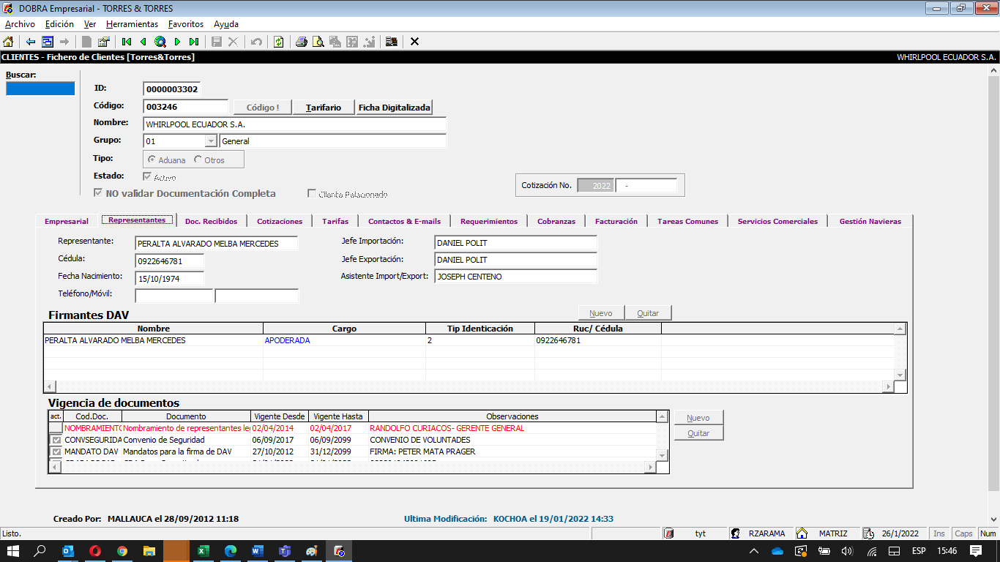 DOBRA Empresarial - TORRES & TORRES
Archivo Edición Ver Herramientas Favoritos Ayuda
CLIENTES - Fichero de Clientes [Torres&Torres] WHIRLPOOL ECUADOR S.A.
Buscar:
ID: 0000003302
Código: 003246 Código ! Tarifario Ficha Digitalizada
Nombre: WHIRLPOOL ECUADOR S.A.
Grupo: 01 General
Tipo: Aduana Otros
Estado: Activo
Cotización No. 2022 -
NO validar Documentación Completa Cliente Relacionado
Empresarial Representantes Doc. Recibidos Cotizaciones Tarifas Contactos & E-mails Requerimientos Cobranzas Facturación Tareas Comunes Servicios Comerciales Gestión Navieras
Representante: PERALTA ALVARADO MELBA MERCEDES Jefe Importación: DANIEL POLIT
Cédula: 0922646781 Jefe Exportación: DANIEL POLIT
Fecha Nacimiento: 15/10/1974 Asistente Import/Export: JOSEPH CENTENO
Teléfono/Móvil:
Firmantes DAV Nuevo Quitar
Nombre Cargo Tip Identicación Ruc/ Cédula
PERALTA ALVARADO MELBA MERCEDES APODERADA 2 0922646781
Vigencia de documentos
act. Cod.Doc. Documento Vigente Desde Vigente Hasta Observaciones Nuevo
NOMBRAMIENTO Nombramiento de representantes leg 02/04/2014 02/04/2017 RANDOLFO CURIACOS- GERENTE GENERAL
CONVSEGURIDA Convenio de Seguridad 06/09/2017 06/09/2099 CONVENIO DE VOLUNTADES Quitar
MANDATO DAV Mandatos para la firma de DAV 27/10/2012 31/12/2099 FIRMA: PETER MATA PRAGER
Creado Por: MALLAUCA el 28/09/2012 11:18 Ultima Modificación: KOCHOA el 19/01/2022 14:33
Listo. tyt RZARAMA MATRIZ 26/1/2022 Ins Caps Num
ESP 15:46